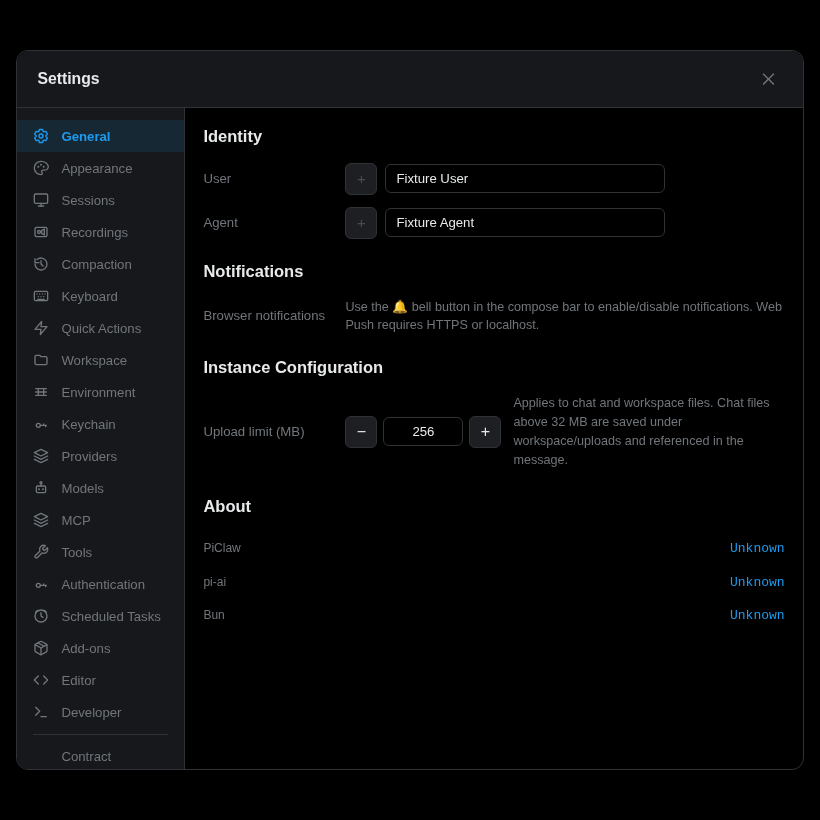 Settings
General
Appearance
Sessions
Recordings
Compaction
Keyboard
Quick Actions
Workspace
Environment
Keychain
Providers
Models
MCP
Tools
Authentication
Scheduled Tasks
Add-ons
Editor
Developer
Contract
Identity
User
+
Fixture User
Agent
+
Fixture Agent
Notifications
Browser notifications
Use the 🔔 bell button in the compose bar to enable/disable notifications. Web
Push requires HTTPS or localhost.
Instance Configuration
Upload limit (MB)
− 256 +
Applies to chat and workspace files. Chat files
above 32 MB are saved under
workspace/uploads and referenced in the
message.
About
PiClaw Unknown
pi-ai Unknown
Bun Unknown